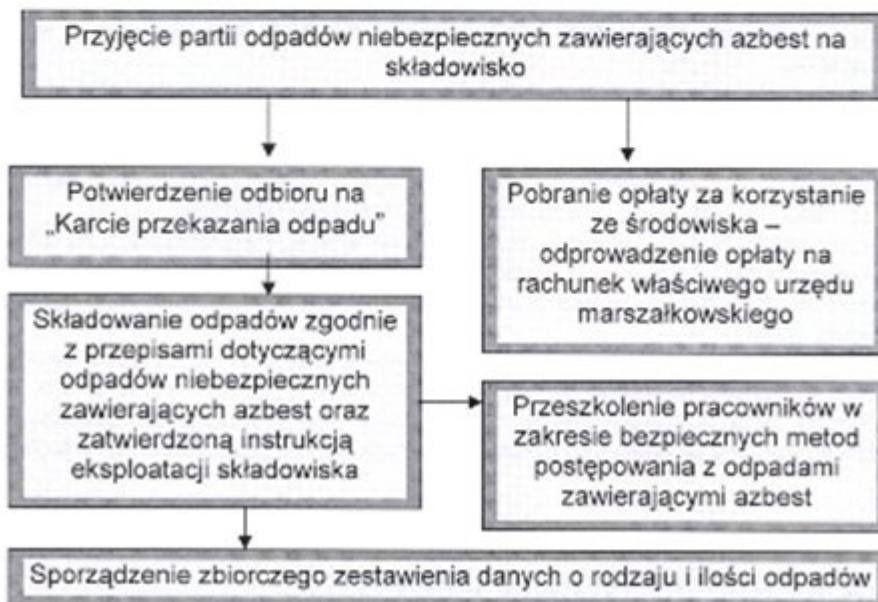 Przyjęcie partii odpadów niebezpiecznych zawierających azbest na
składowisko
Potwierdzenie odbioru na
„Karcie przekazania odpadu”
Pobranie opłaty za korzystanie
ze środowiska –
odprowadzenie opłaty na
rachunek właściwego urzędu
marszałkowskiego
Składowanie odpadów zgodnie
z przepisami dotyczącymi
odpadów niebezpiecznych
zawierających azbest oraz
zatwierdzoną instrukcją
eksploatacji składowiska
Przeszkolenie pracowników w
zakresie bezpiecznych metod
postępowania z odpadami
zawierającymi azbest
Sporządzenie zbiorczego zestawienia danych o rodzaju i ilości odpadów